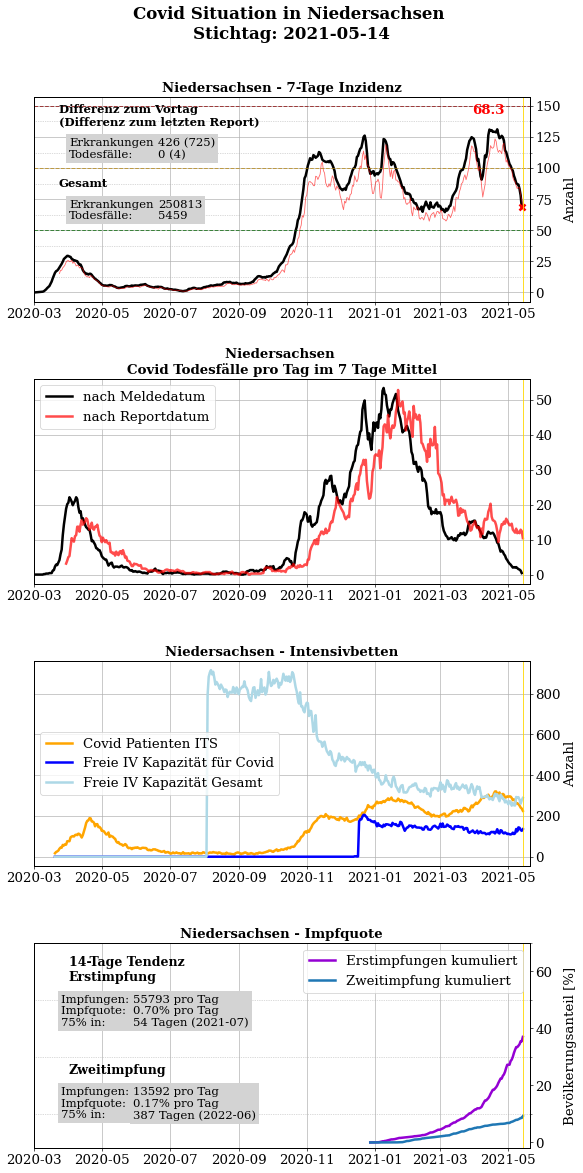 Covid Situation in Niedersachsen
Stichtag: 2021-05-14
Niedersachsen - 7-Tage Inzidenz
Differenz zum Vortag
(Differenz zum letzten Report)
Erkrankungen 426 (725)
Todesfälle: 0 (4)
Gesamt
Erkrankungen 250813
Todesfälle: 5459
68.3
150
125
100
75
50
25
0
Anzahl
2020-03 2020-05 2020-07 2020-09 2020-11 2021-01 2021-03 2021-05
Niedersachsen
Covid Todesfälle pro Tag im 7 Tage Mittel
nach Meldedatum
nach Reportdatum
50
40
30
20
10
0
2020-03 2020-05 2020-07 2020-09 2020-11 2021-01 2021-03 2021-05
Niedersachsen - Intensivbetten
Covid Patienten ITS
Freie IV Kapazität für Covid
Freie IV Kapazität Gesamt
800
600
400
200
0
Anzahl
2020-03 2020-05 2020-07 2020-09 2020-11 2021-01 2021-03 2021-05
Niedersachsen - Impfquote
14-Tage Tendenz
Erstimpfung
Impfungen: 55793 pro Tag
Impfquote: 0.70% pro Tag
75% in: 54 Tagen (2021-07)
Zweitimpfung
Impfungen: 13592 pro Tag
Impfquote: 0.17% pro Tag
75% in: 387 Tagen (2022-06)
Erstimpfungen kumuliert
Zweitimpfung kumuliert
60
40
20
0
Bevölkerungsanteil [%]
2020-03 2020-05 2020-07 2020-09 2020-11 2021-01 2021-03 2021-05